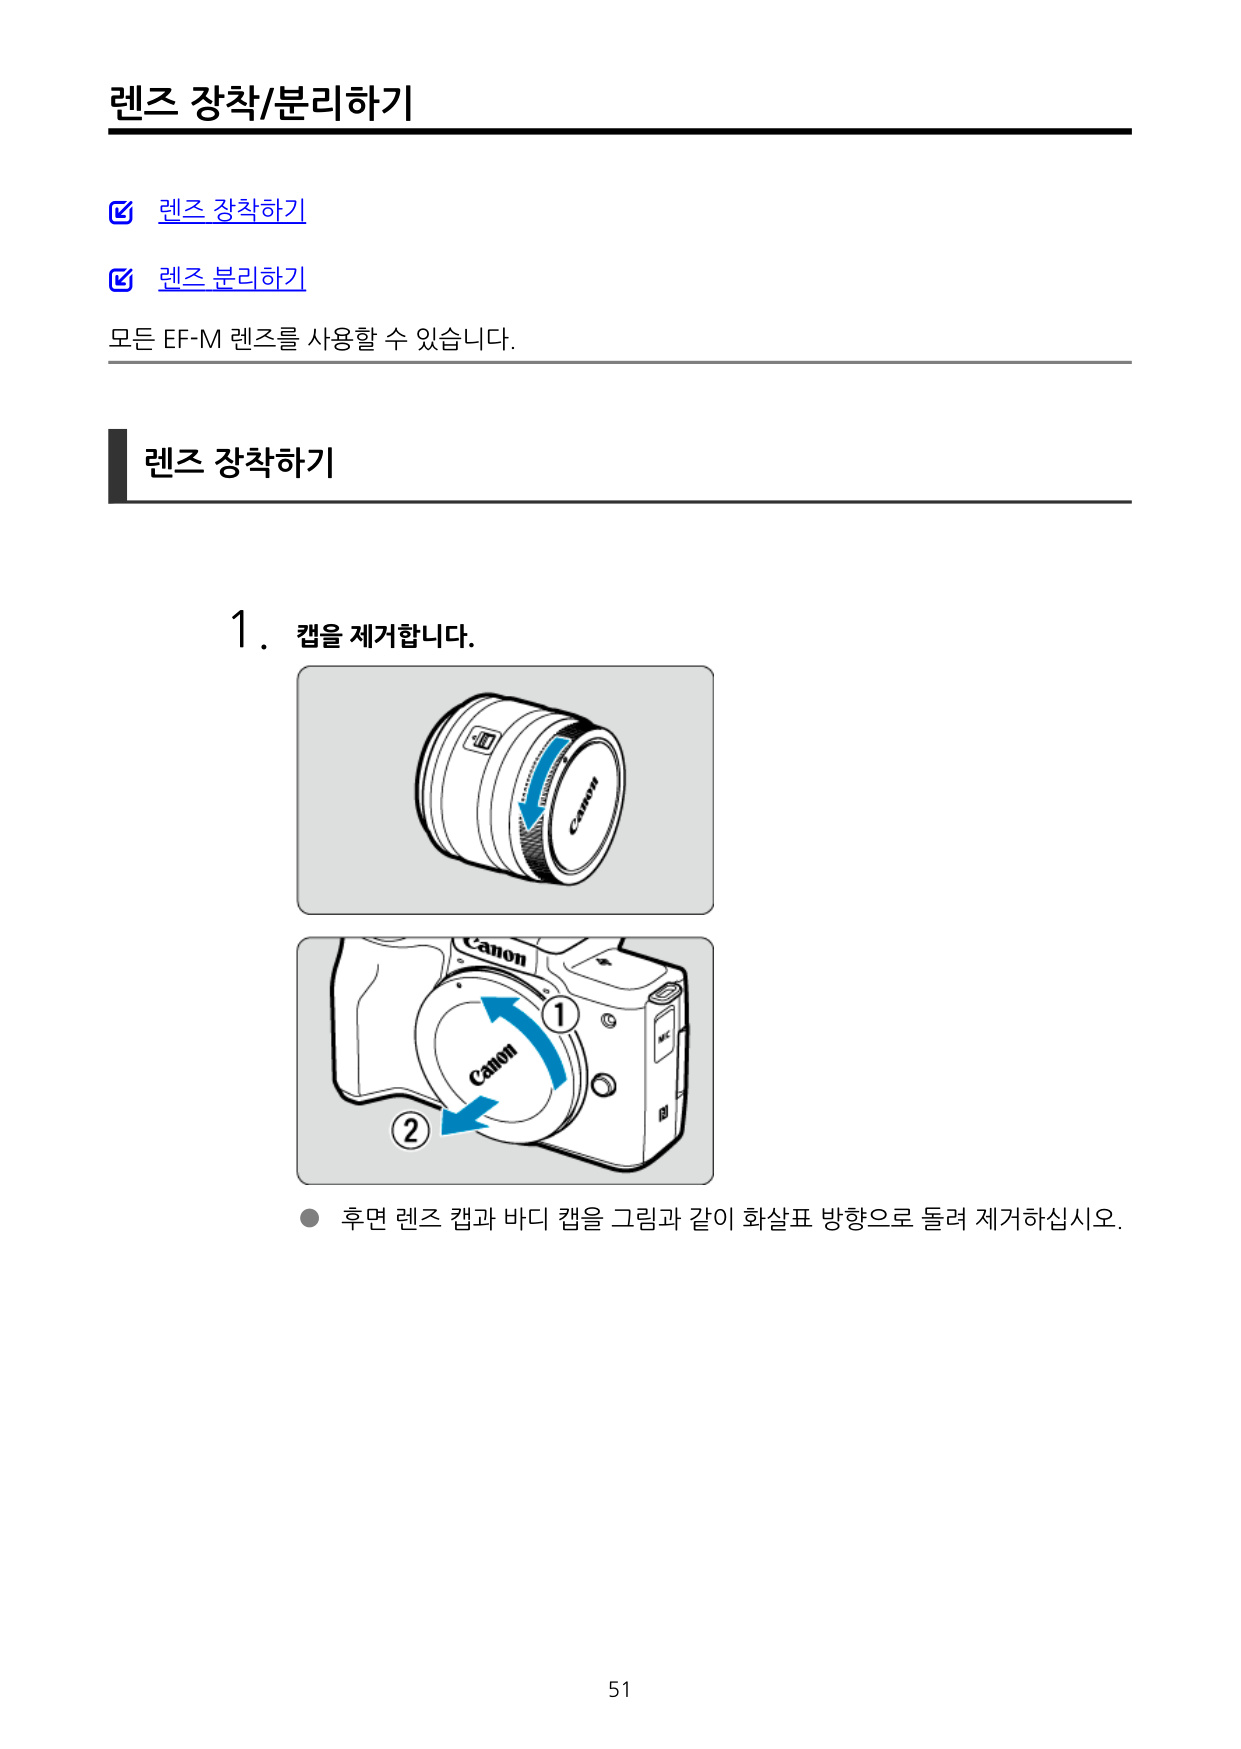 렌즈 장착/분리하기
렌즈 장착하기
렌즈 분리하기
모든 EF-M 렌즈를 사용할 수 있습니다.
렌즈 장착하기
1. 캡을 제거합니다.
Canon
Canon
①
MIC
Canon
②
● 후면 렌즈 캡과 바디 캡을 그림과 같이 화살표 방향으로 돌려 제거하십시오.
51